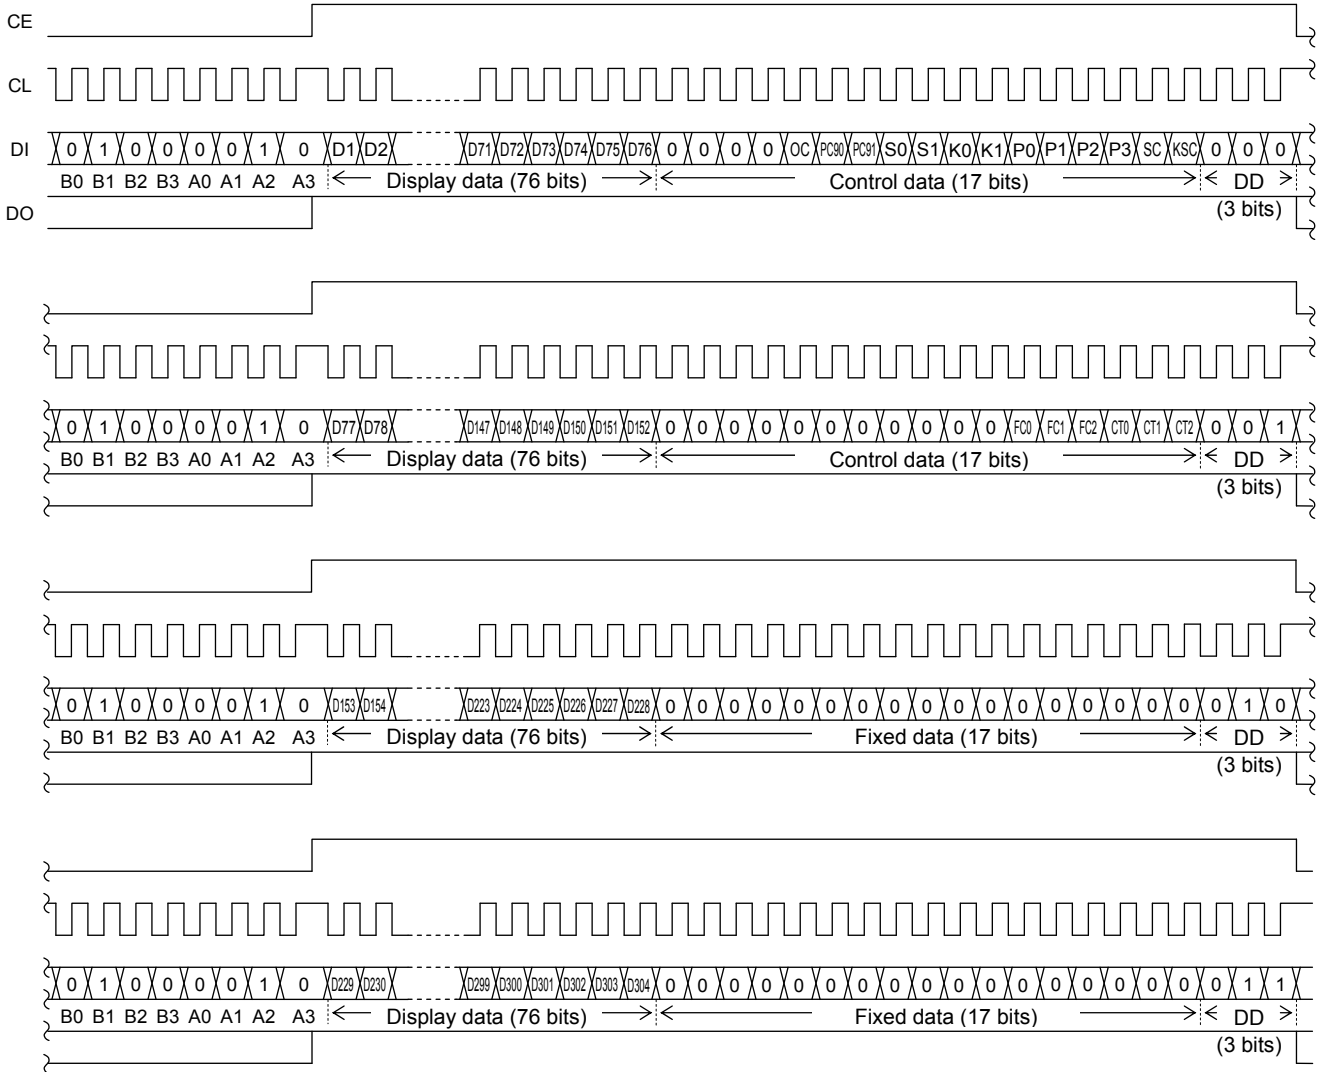 CE
CL
DI 0 1 0 0 0 0 1 0 D1 D2 D71 D72 D73 D74 D75 D76 0 0 0 0 OC PC90 PC91 S0 S1 K0 K1 P0 P1 P2 P3 SC KSC 0 0 0
B0 B1 B2 B3 A0 A1 A2 A3 Display data (76 bits) Control data (17 bits) DD
DO (3 bits)
0 1 0 0 0 0 1 0 D77 D78 D147 D148 D149 D150 D151 D152 0 0 0 0 0 0 0 0 0 0 0 FC0 FC1 FC2 CT0 CT1 CT2 0 0 1
B0 B1 B2 B3 A0 A1 A2 A3 Display data (76 bits) Control data (17 bits) DD
(3 bits)
0 1 0 0 0 0 1 0 D153 D154 D223 D224 D225 D226 D227 D228 0 0 0 0 0 0 0 0 0 0 0 0 0 0 0 0 0 0 1 0
B0 B1 B2 B3 A0 A1 A2 A3 Display data (76 bits) Fixed data (17 bits) DD
(3 bits)
0 1 0 0 0 0 1 0 D229 D230 D299 D300 D301 D302 D303 D304 0 0 0 0 0 0 0 0 0 0 0 0 0 0 0 0 0 0 1 1
B0 B1 B2 B3 A0 A1 A2 A3 Display data (76 bits) Fixed data (17 bits) DD
(3 bits)